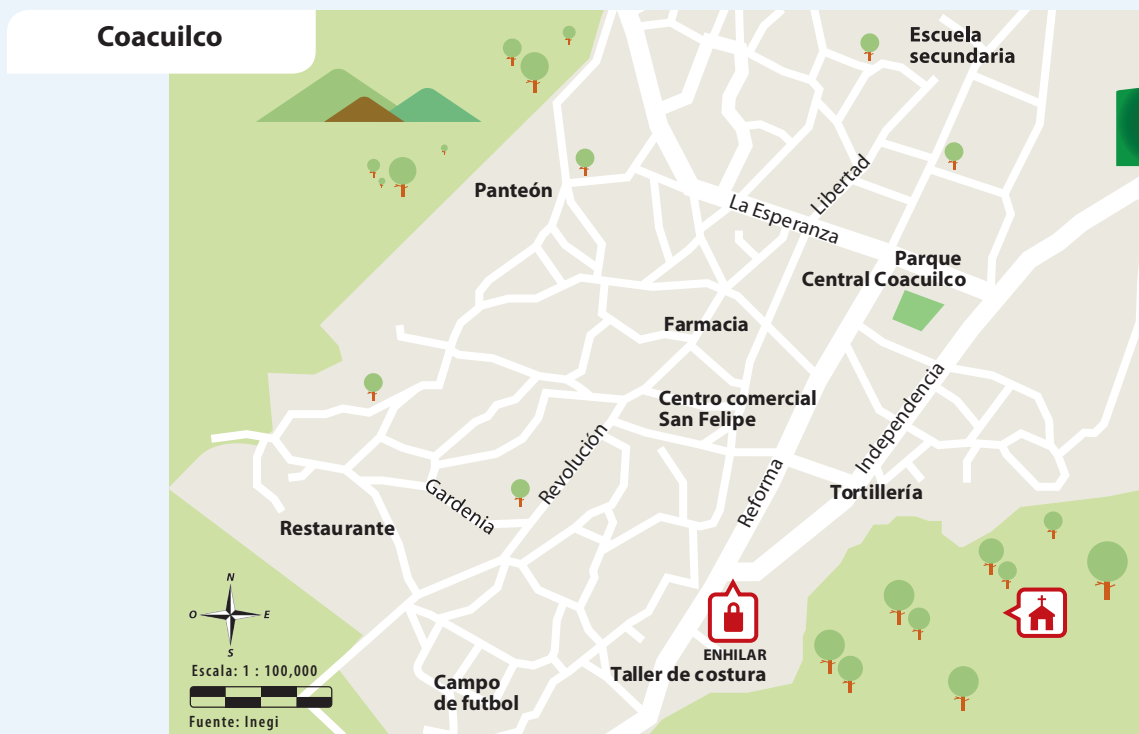 Coacuilco
Escuela
secundaria
Panteón
Libertad
La Esperanza
Parque
Central Coacuilco
Farmacia
Centro comercial
San Felipe
Independencia
Revolución
Gardenia
Reforma
Tortillería
Restaurante
N
O
E
S
Escala: 1 : 100,000
Fuente: Inegi
ENHILAR
Taller de costura
Campo
de futbol